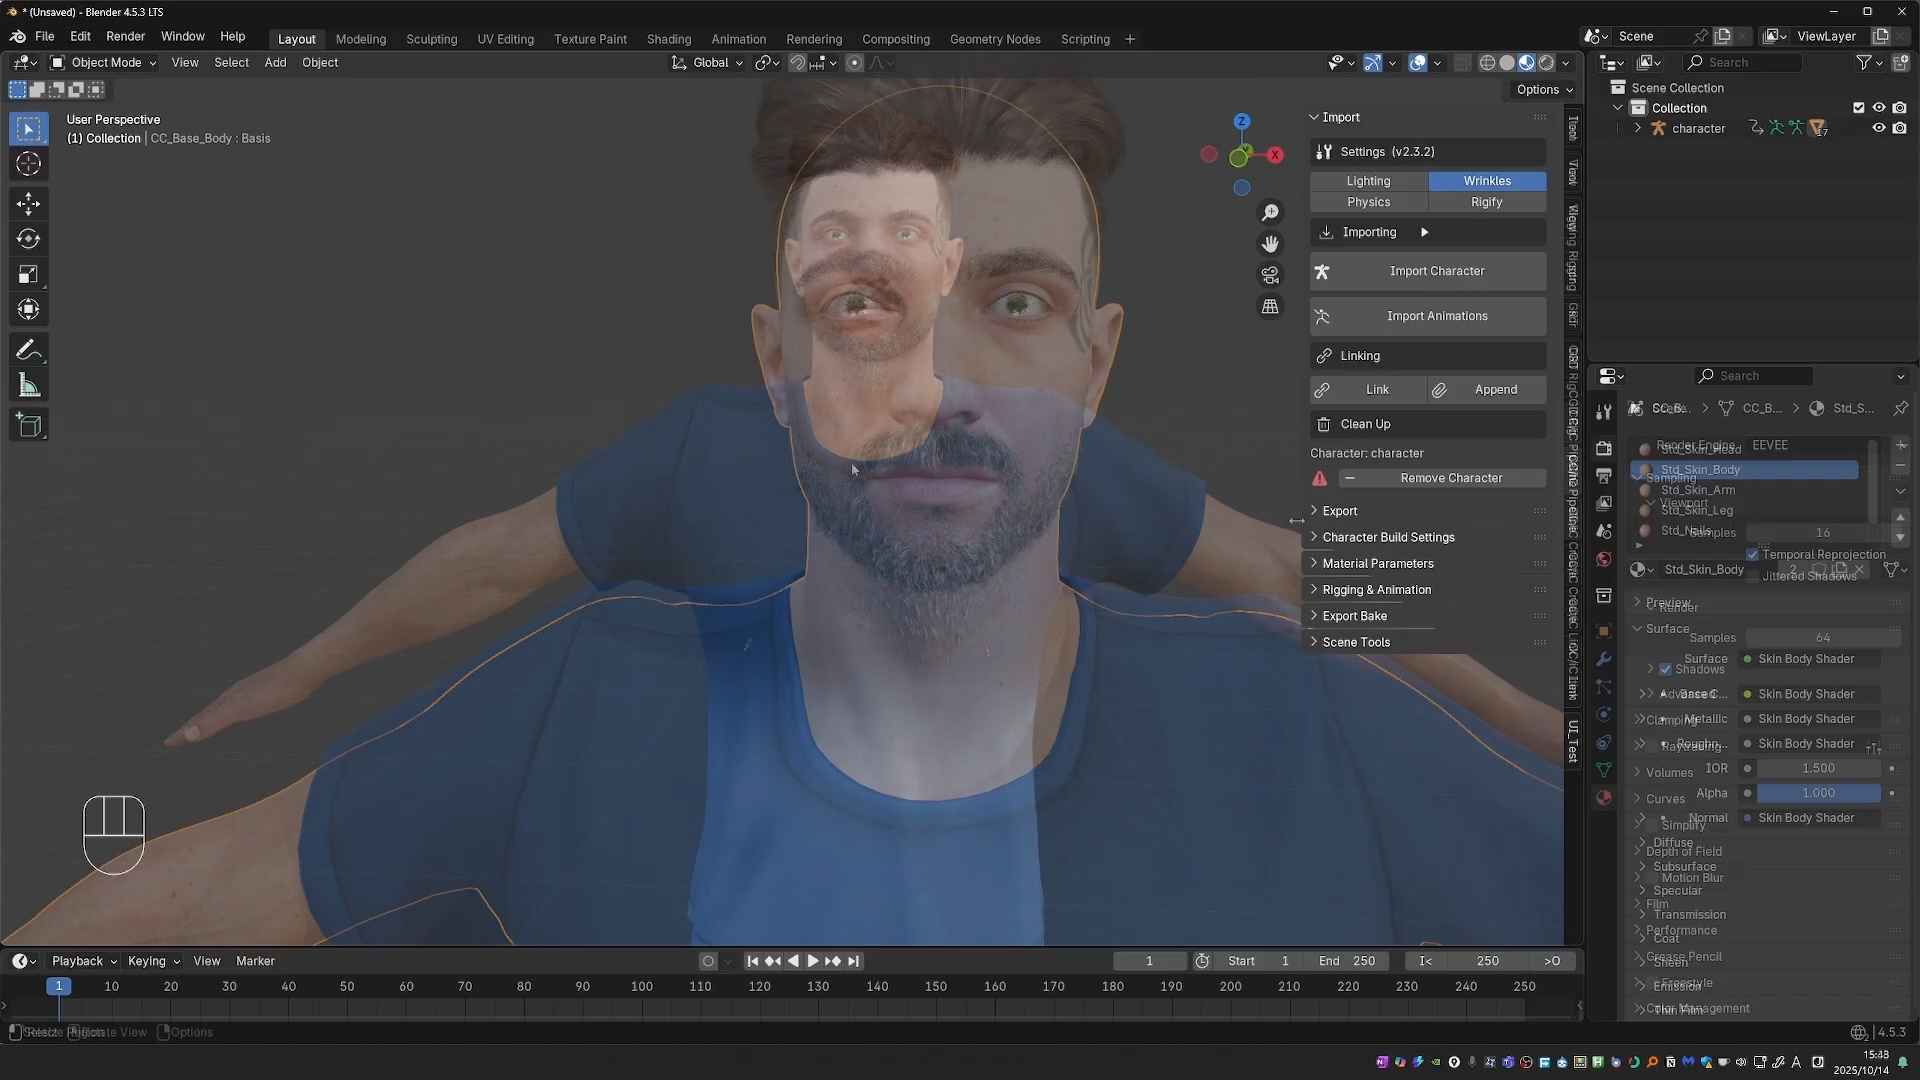 * (Unsaved) - Blender 4.5.3 LTS
File Edit Render Window Help
Layout Modeling Sculpting UV Editing Texture Paint Shading Animation Rendering Compositing Geometry Nodes Scripting +
Scene
ViewLayer
Object Mode View Select Add Object
Global
Options
User Perspective
(1) Collection | CC_Base_Body : Basis
Z
X
Import
Settings (v2.3.2)
Lighting Wrinkles
Physics Rigify
Importing
Import Character
Import Animations
Linking
Link Append
Clean Up
Character: character
Remove Character
Export
Character Build Settings
Material Parameters
Rigging & Animation
Export Bake
Scene Tools
UI_Test
Search
Scene Collection
Collection
character
17
Search
CC_B... Std_S...
Render Engine EEVEE
Std_Skin_Head
Std_Skin_Body
Sampling
Std_Skin_Arm
Viewport
Std_Skin_Leg
Std_Nails
Samples 16
Temporal Reprojection
Std_Skin_Body 2
Jittered Shadows
Preview
Render
Surface
Samples 64
Surface Skin Body Shader
Shadows
Advanced
Base C... Skin Body Shader
Clamping
Metallic Skin Body Shader
Raytracing
Roughn... Skin Body Shader
Volumes
IOR 1.500
Curves
Alpha 1.000
Simplify
Normal Skin Body Shader
Diffuse
Depth of Field
Subsurface
Motion Blur
Specular
Film
Transmission
Performance
Coat
Grease Pencil
Sheen
Freestyle
Emission
Color Management
Thin Film
Playback Keying View Marker
1
Start 1 End 250
I< 250 >O
1 10 20 30 40 50 60 70 80 90 100 110 120 130 140 150 160 170 180 190 200 210 220 230 240 250
Resize Region
Rotate View
Options
4.5.3
15:43
2025/10/14